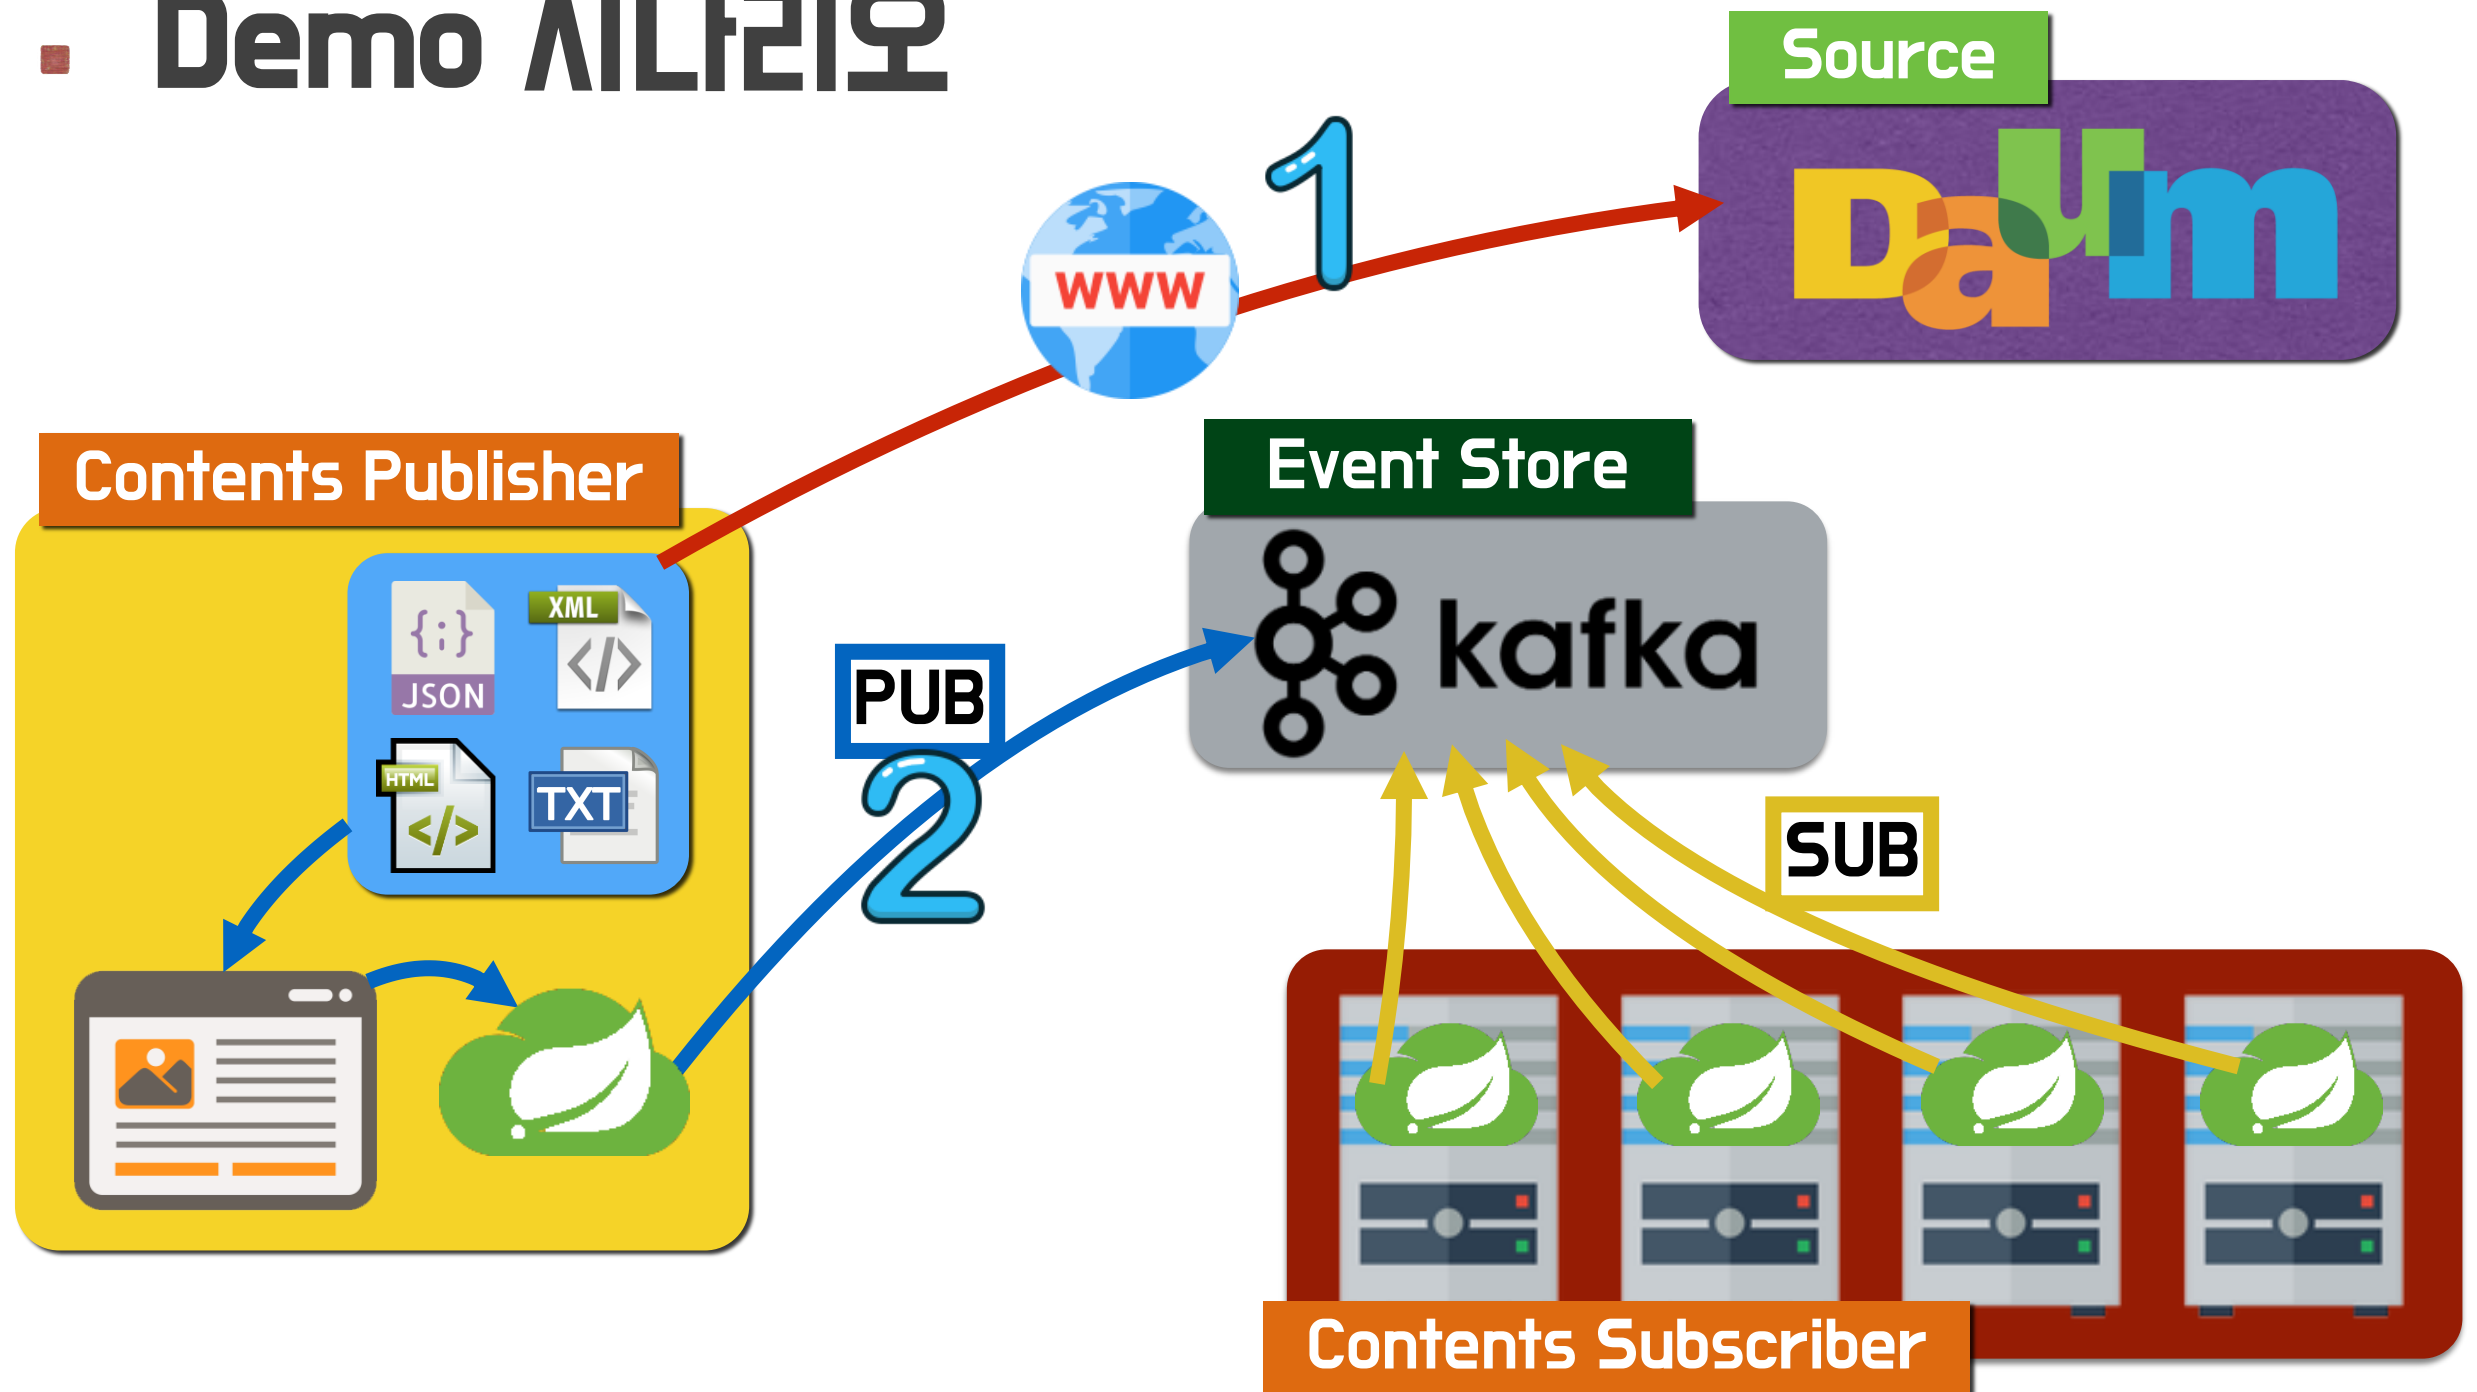 Demo 시나리오
Source
Daum
1
WWW
Contents Publisher
Event Store
JSON
XML
HTML
TXT
PUB
2
kafka
SUB
Contents Subscriber